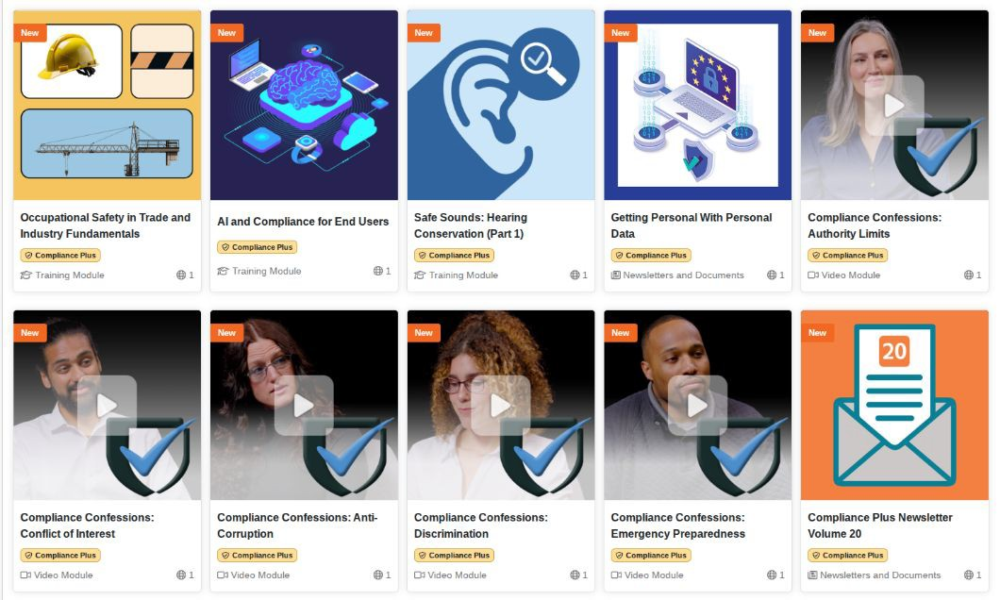 New
Occupational Safety in Trade and
Industry Fundamentals
Compliance Plus
Training Module 1
New
AI and Compliance for End Users
Compliance Plus
Training Module 1
New
Safe Sounds: Hearing
Conservation (Part 1)
Compliance Plus
Training Module 1
New
Getting Personal With Personal
Data
Compliance Plus
Newsletters and Documents 1
New
Compliance Confessions:
Authority Limits
Compliance Plus
Video Module 1
New
Compliance Confessions:
Conflict of Interest
Compliance Plus
Video Module 1
New
Compliance Confessions: Anti-
Corruption
Compliance Plus
Video Module 1
New
Compliance Confessions:
Discrimination
Compliance Plus
Video Module 1
New
Compliance Confessions:
Emergency Preparedness
Compliance Plus
Video Module 1
New
20
Compliance Plus Newsletter
Volume 20
Compliance Plus
Newsletters and Documents 1